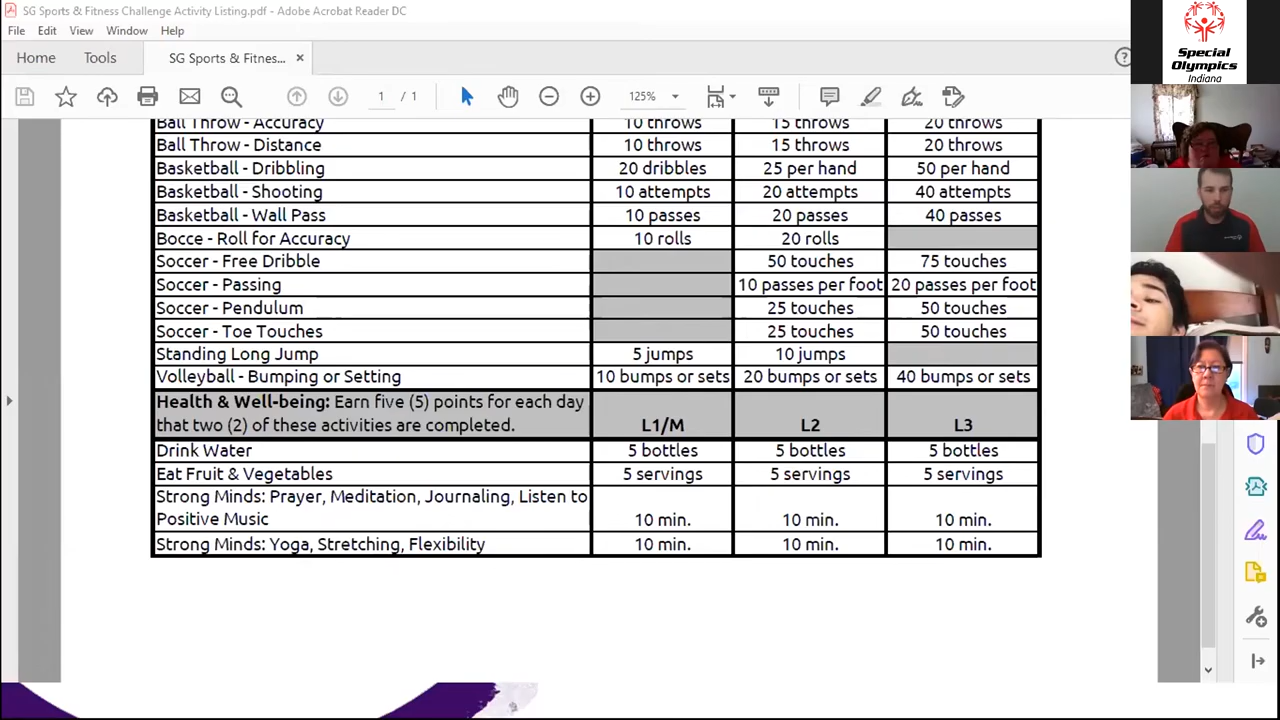 SG Sports & Fitness Challenge Activity Listing.pdf - Adobe Acrobat Reader DC
File Edit View Window Help
Home Tools SG Sports & Fitnes... ×
1 / 1 125%
Special
Olympics
Indiana
Ball Throw - Accuracy 10 throws 15 throws 20 throws
Ball Throw - Distance 10 throws 15 throws 20 throws
Basketball - Dribbling 20 dribbles 25 per hand 50 per hand
Basketball - Shooting 10 attempts 20 attempts 40 attempts
Basketball - Wall Pass 10 passes 20 passes 40 passes
Bocce - Roll for Accuracy 10 rolls 20 rolls
Soccer - Free Dribble 50 touches 75 touches
Soccer - Passing 10 passes per foot 20 passes per foot
Soccer - Pendulum 25 touches 50 touches
Soccer - Toe Touches 25 touches 50 touches
Standing Long Jump 5 jumps 10 jumps
Volleyball - Bumping or Setting 10 bumps or sets 20 bumps or sets 40 bumps or sets
Health & Well-being: Earn five (5) points for each day
that two (2) of these activities are completed. L1/M L2 L3
Drink Water 5 bottles 5 bottles 5 bottles
Eat Fruit & Vegetables 5 servings 5 servings 5 servings
Strong Minds: Prayer, Meditation, Journaling, Listen to
Positive Music 10 min. 10 min. 10 min.
Strong Minds: Yoga, Stretching, Flexibility 10 min. 10 min. 10 min.